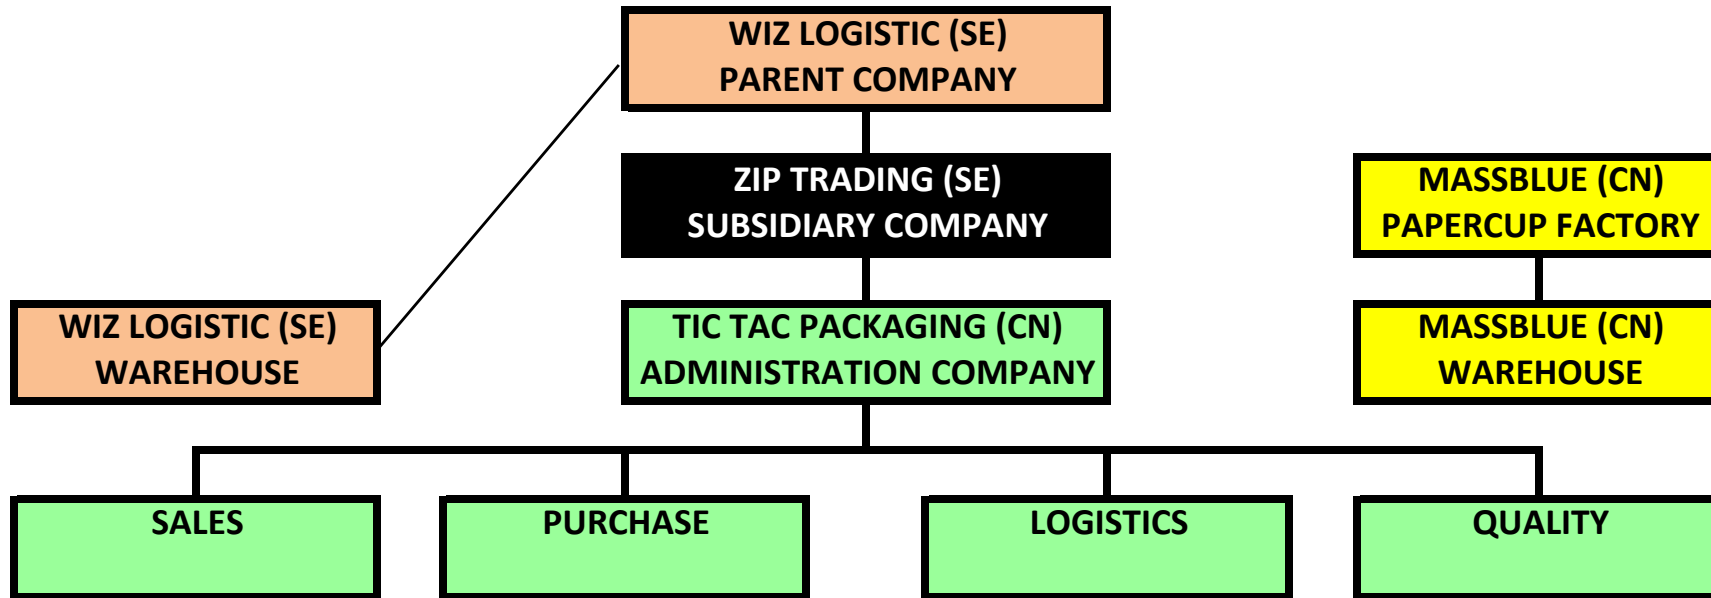 WIZ LOGISTIC (SE)
PARENT COMPANY
ZIP TRADING (SE)
SUBSIDIARY COMPANY
MASSBLUE (CN)
PAPERCUP FACTORY
WIZ LOGISTIC (SE)
WAREHOUSE
TIC TAC PACKAGING (CN)
ADMINISTRATION COMPANY
MASSBLUE (CN)
WAREHOUSE
SALES
PURCHASE
LOGISTICS
QUALITY